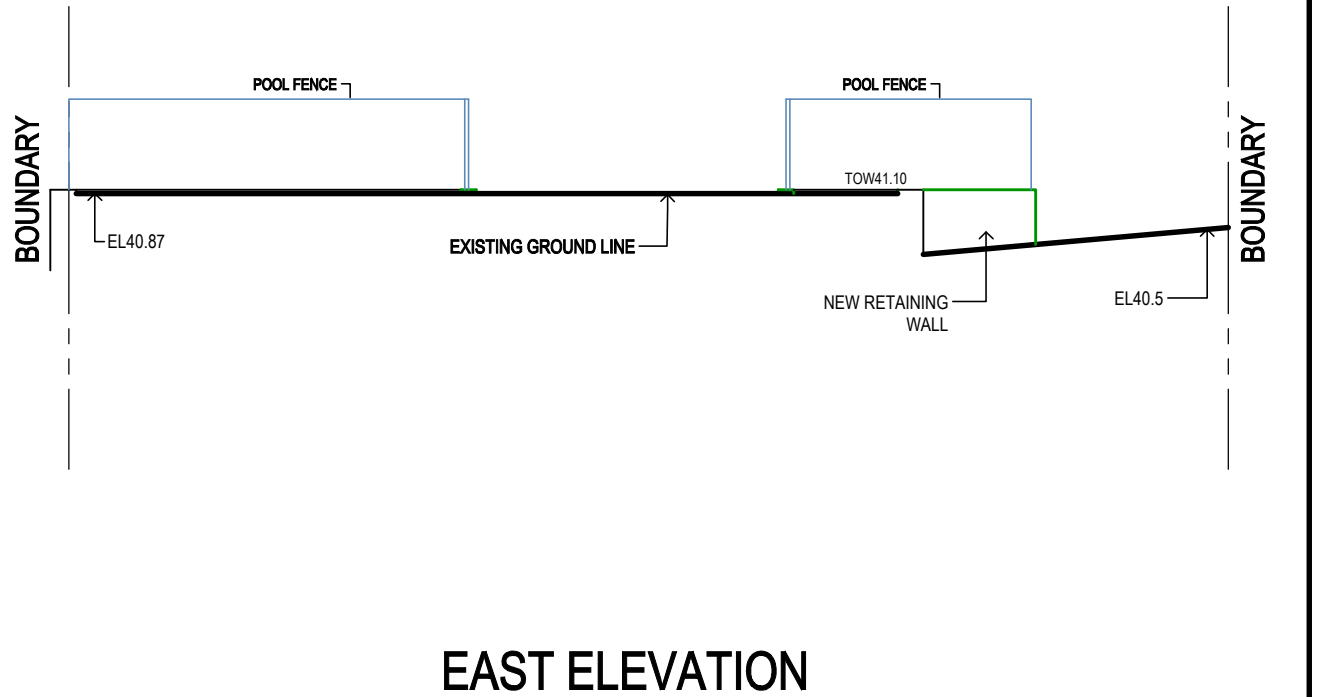 POOL FENCE
POOL FENCE
BOUNDARY
BOUNDARY
TOW41.10
EL40.87
EXISTING GROUND LINE
NEW RETAINING
WALL
EL40.5
EAST ELEVATION